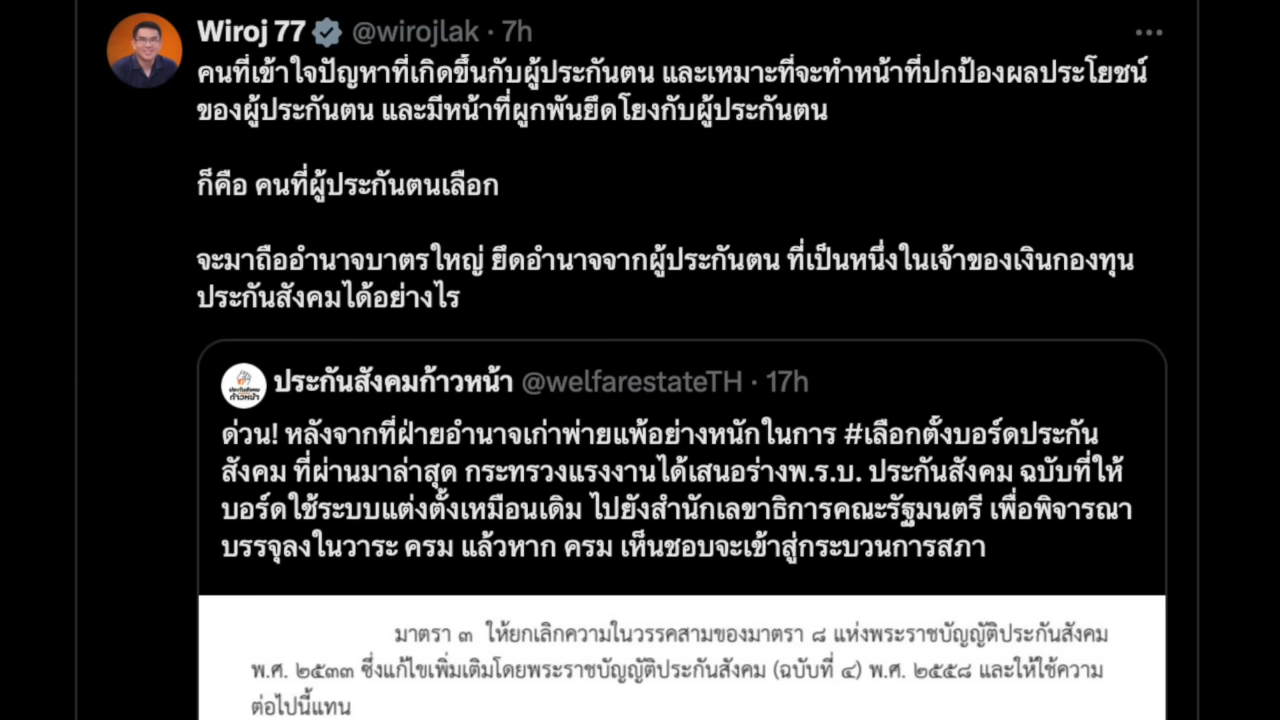 Wiroj 77 @wirojlak · 7h
คนที่เข้าใจปัญหาที่เกิดขึ้นกับผู้ประกันตน และเหมาะที่จะทำหน้าที่ปกป้องผลประโยชน์
ของผู้ประกันตน และมีหน้าที่ผูกพันยึดโยงกับผู้ประกันตน
ก็คือ คนที่ผู้ประกันตนเลือก
จะมาถืออำนาจบาตรใหญ่ ยึดอำนาจจากผู้ประกันตน ที่เป็นหนึ่งในเจ้าของเงินกองทุน
ประกันสังคมได้อย่างไร
ประกันสังคม
ก้าวหน้า
ประกันสังคมก้าวหน้า @welfarestateTH · 17h
ด่วน! หลังจากที่ฝ่ายอำนาจเก่าพ่ายแพ้อย่างหนักในการ #เลือกตั้งบอร์ดประกัน
สังคม ที่ผ่านมาล่าสุด กระทรวงแรงงานได้เสนอร่างพ.ร.บ. ประกันสังคม ฉบับที่ให้
บอร์ดใช้ระบบแต่งตั้งเหมือนเดิม ไปยังสำนักเลขาธิการคณะรัฐมนตรี เพื่อพิจารณา
บรรจุลงในวาระ ครม แล้วหาก ครม เห็นชอบจะเข้าสู่กระบวนการสภา
มาตรา ๓ ให้ยกเลิกความในวรรคสามของมาตรา ๘ แห่งพระราชบัญญัติประกันสังคม
พ.ศ. ๒๕๓๓ ซึ่งแก้ไขเพิ่มเติมโดยพระราชบัญญัติประกันสังคม (ฉบับที่ ๔) พ.ศ. ๒๕๕๘ และให้ใช้ความ
ต่อไปนี้แทน